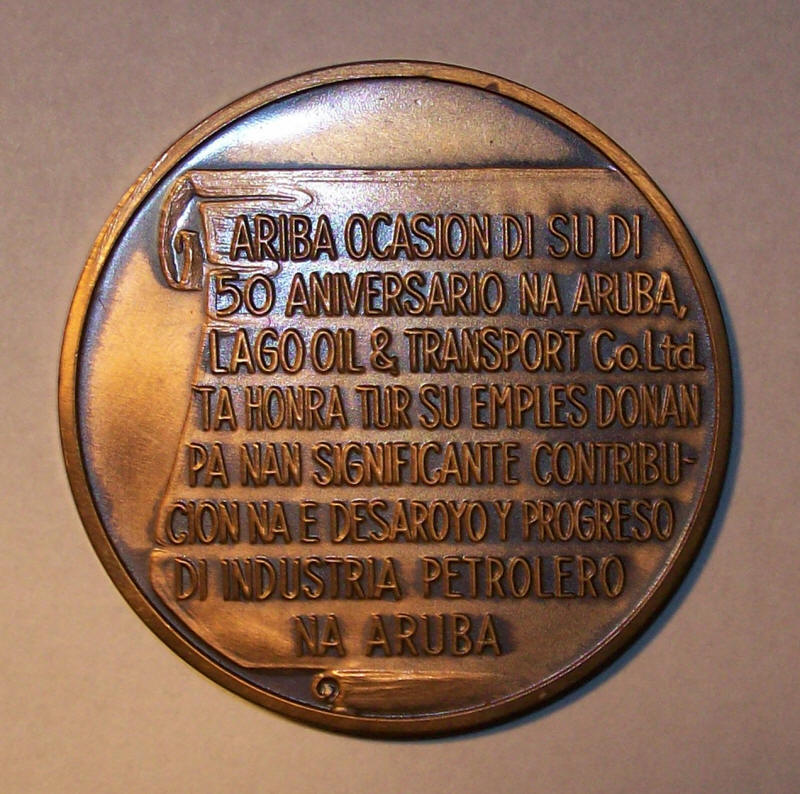 ARIBA OCASION DI SU DI
50 ANIVERSARIO NA ARUBA,
LAGO OIL & TRANSPORT Co.Ltd.
TA HONRA TUR SU EMPLES DONAN
PA NAN SIGNIFICANTE CONTRIBU-
CION NA E DESAROYO Y PROGRESO
DI INDUSTRIA PETROLERO
NA ARUBA